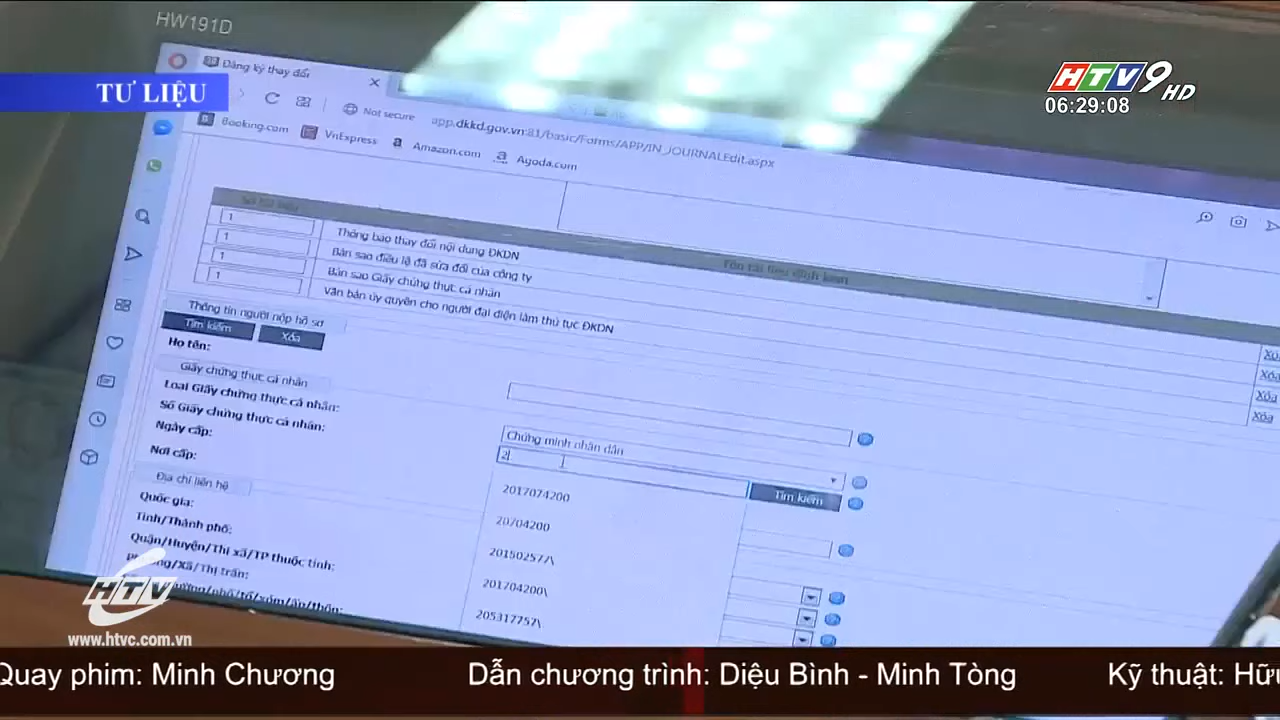 HW191D
Đăng ký thay đổi
TƯ LIỆU
HTV9 HD
06:29:08
Not secure app.dkkd.gov.vn:81/basic/Forms/APP/IN_JOURNALEdit.aspx
Booking.com VnExpress Amazon.com Agoda.com
1 Thông báo thay đổi nội dung ĐKDN
1 Bản sao điều lệ đã sửa đổi của công ty
1 Bản sao Giấy chứng thực cá nhân
1 Văn bản ủy quyền cho người đại diện làm thủ tục ĐKDN
Xóa
Xóa
Xóa
Xóa
Thông tin người nộp hồ sơ
Tìm kiếm Xóa
Họ tên:
Giấy chứng thực cá nhân
Loại Giấy chứng thực cá nhân:
Chứng minh nhân dân
Số Giấy chứng thực cá nhân:
2
Tìm kiếm
Ngày cấp:
Nơi cấp:
2017074200
20704200
20150257/\
201704200\
205317757\
Địa chỉ liên hệ
Quốc gia:
Tỉnh/Thành phố:
Quận/Huyện/Thị xã/TP thuộc tỉnh:
Phường/Xã/Thị trấn:
HTV
www.htvc.com.vn
Quay phim: Minh Chương Dẫn chương trình: Diệu Bình - Minh Tòng Kỹ thuật: